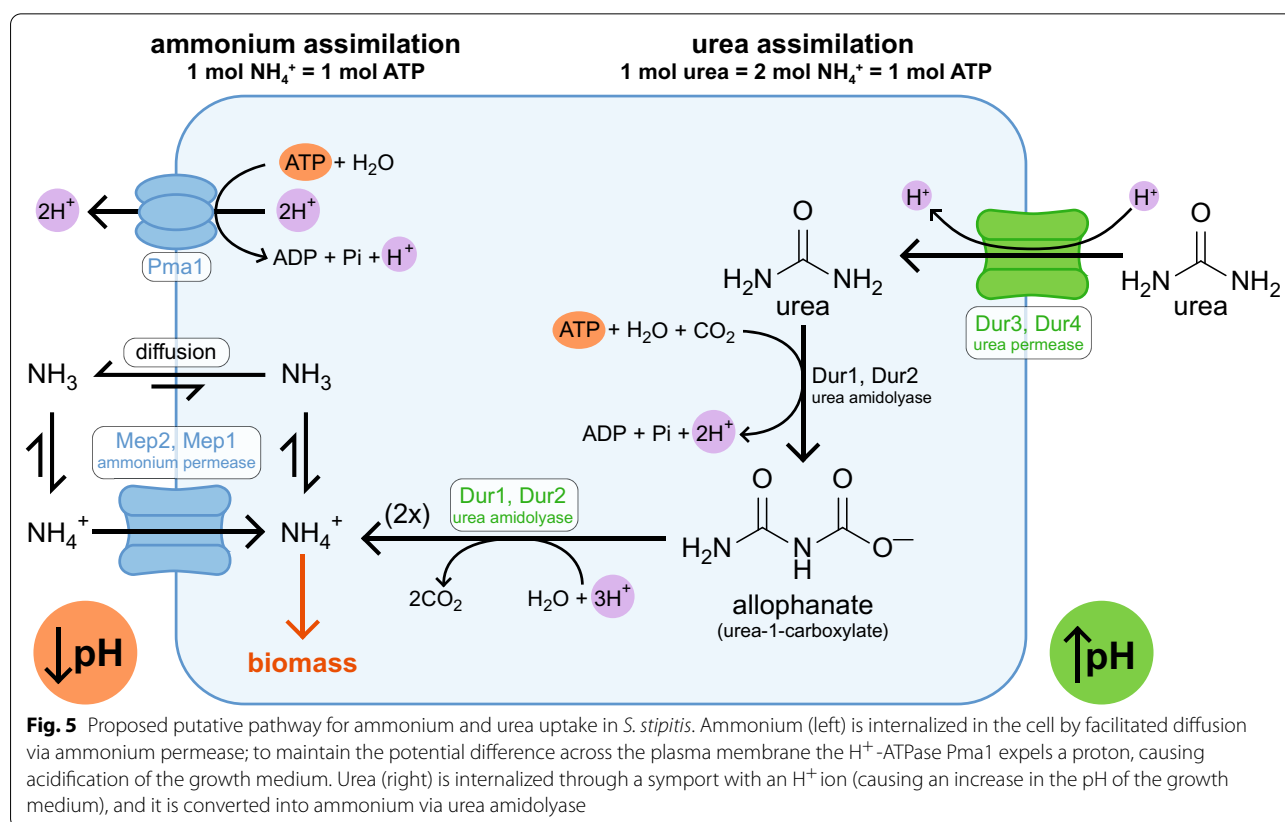 ammonium assimilation
1 mol NH₄⁺ = 1 mol ATP
urea assimilation
1 mol urea = 2 mol NH₄⁺ = 1 mol ATP
ATP + H₂O
2H⁺
2H⁺
ADP + Pi + H⁺
Pma1
diffusion
NH₃
NH₃
Mep2, Mep1
ammonium permease
NH₄⁺
NH₄⁺
biomass
pH
H⁺
H⁺
O
H₂N
NH₂
urea
O
H₂N
NH₂
urea
Dur3, Dur4
urea permease
ATP + H₂O + CO₂
Dur1, Dur2
urea amidolyase
ADP + Pi + 2H⁺
(2x)
Dur1, Dur2
urea amidolyase
2CO₂
H₂O + 3H⁺
O
O
H₂N
N
H
O—
allophanate
(urea-1-carboxylate)
pH
Fig. 5 Proposed putative pathway for ammonium and urea uptake in S. stipitis. Ammonium (left) is internalized in the cell by facilitated diffusion
via ammonium permease; to maintain the potential difference across the plasma membrane the H⁺-ATPase Pma1 expels a proton, causing
acidification of the growth medium. Urea (right) is internalized through a symport with an H⁺ ion (causing an increase in the pH of the growth
medium), and it is converted into ammonium via urea amidolyase